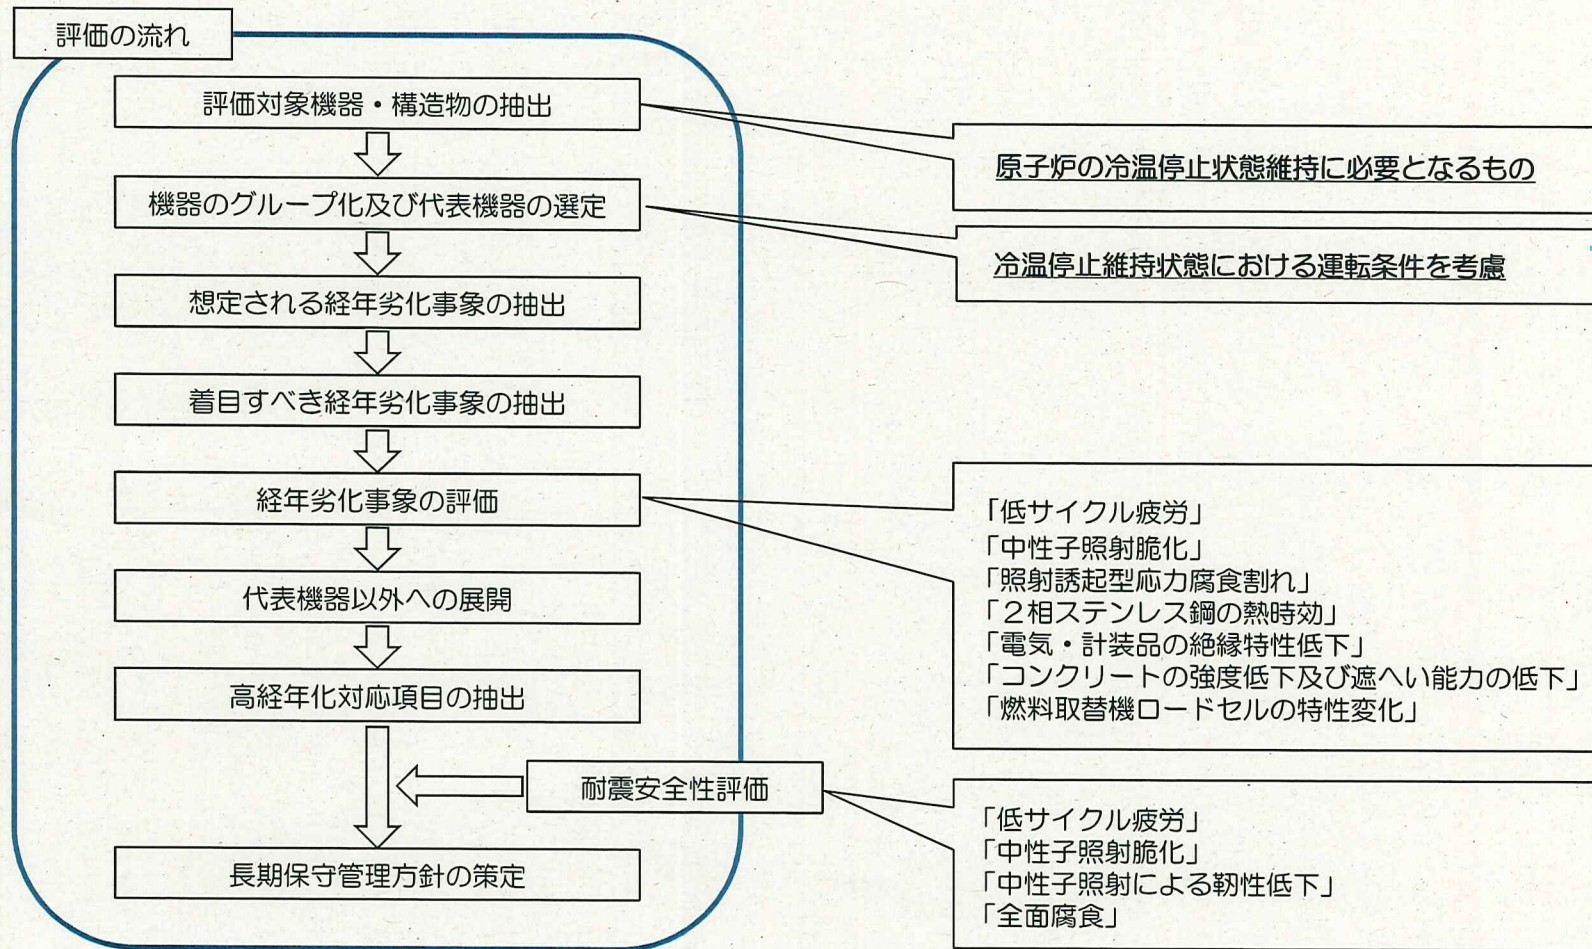 評価の流れ
評価対象機器・構造物の抽出
原子炉の冷温停止状態維持に必要となるもの
機器のグループ化及び代表機器の選定
冷温停止維持状態における運転条件を考慮
想定される経年劣化事象の抽出
着目すべき経年劣化事象の抽出
経年劣化事象の評価
「低サイクル疲労」
「中性子照射脆化」
「照射誘起型応力腐食割れ」
「２相ステンレス鋼の熱時効」
「電気・計装品の絶縁特性低下」
「コンクリートの強度低下及び遮へい能力の低下」
「燃料取替機ロードセルの特性変化」
代表機器以外への展開
高経年化対応項目の抽出
耐震安全性評価
「低サイクル疲労」
「中性子照射脆化」
「中性子照射による靭性低下」
「全面腐食」
長期保守管理方針の策定